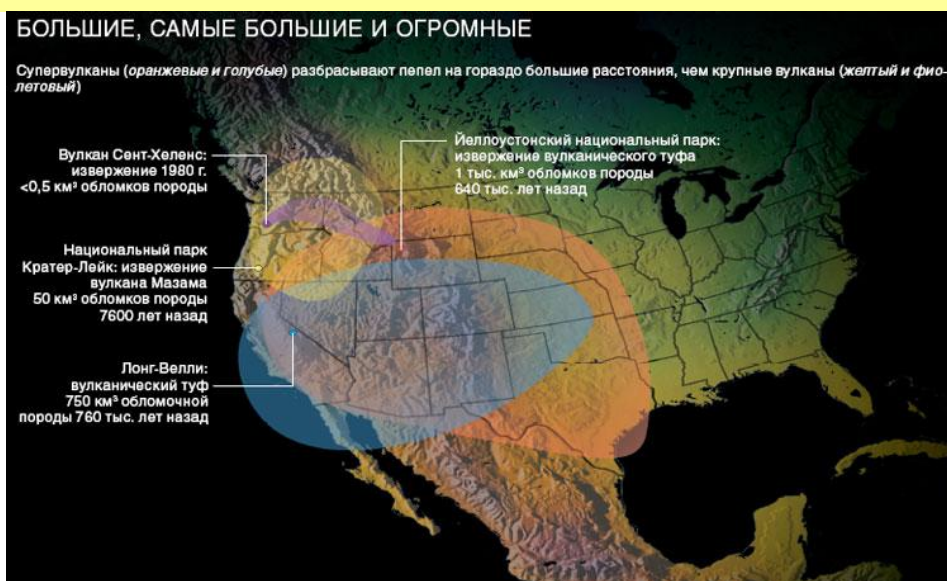 БОЛЬШИЕ, САМЫЕ БОЛЬШИЕ И ОГРОМНЫЕ
Супервулканы (оранжевые и голубые) разбрасывают пепел на гораздо большие расстояния, чем крупные вулканы (желтый и фио-
летовый)
Вулкан Сент-Хеленс:
извержение 1980 г.
<0,5 км³ обломков породы
Йеллоустонский национальный парк:
извержение вулканического туфа
1 тыс. км³ обломков породы
640 тыс. лет назад
Национальный парк
Кратер-Лейк: извержение
вулкана Мазама
50 км³ обломков породы
7600 лет назад
Лонг-Велли:
вулканический туф
750 км³ обломочной
породы 760 тыс. лет назад